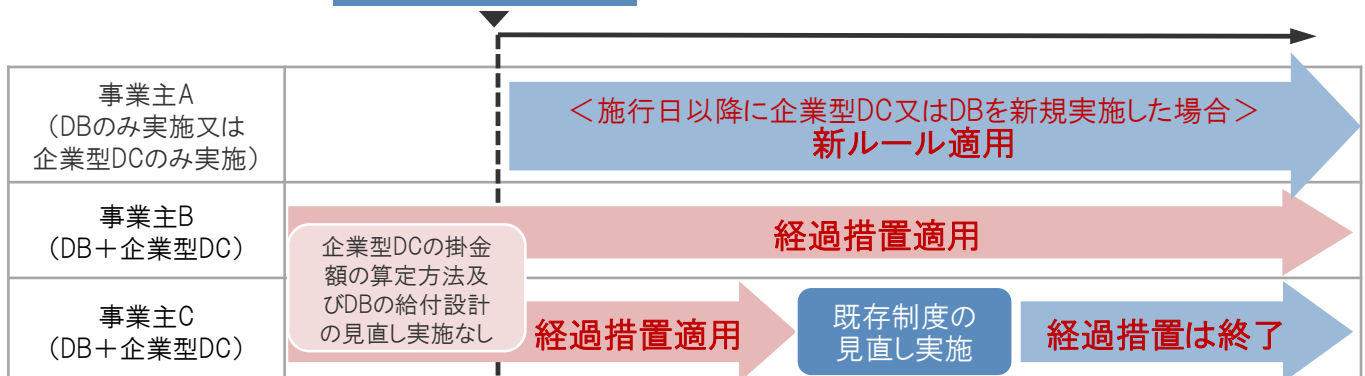 事業主A
(DBのみ実施又は
企業型DCのみ実施)
<施行日以降に企業型DC又はDBを新規実施した場合>
新ルール適用
事業主B
(DB+企業型DC)
企業型DCの掛金
額の算定方法及
びDBの給付設計
の見直し実施なし
経過措置適用
事業主C
(DB+企業型DC)
経過措置適用
既存制度の
見直し実施
経過措置は終了